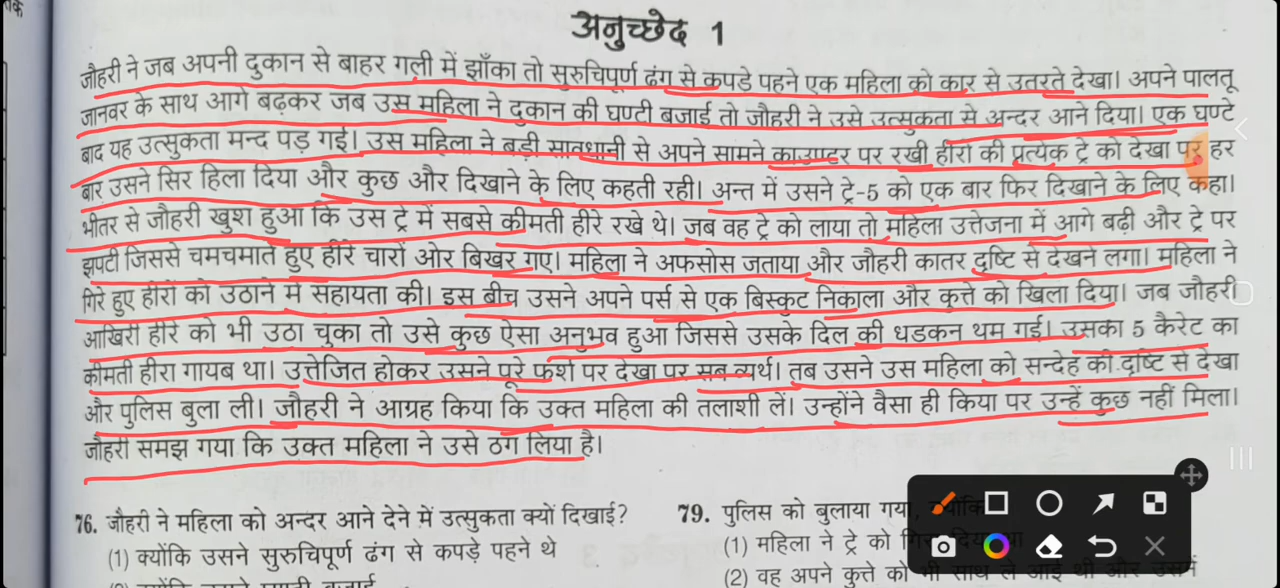 अनुच्छेद 1
जौहरी ने जब अपनी दुकान से बाहर गली में झाँका तो सुरुचिपूर्ण ढंग से कपडे पहने एक महिला को कार से उतरते देखा। अपने पालतू
जानवर के साथ आगे बढ़कर जब उस महिला ने दुकान की घण्टी बजाई तो जौहरी ने उसे उत्सुकता से अन्दर आने दिया। एक घण्टे
बाद यह उत्सुकता मन्द पड़ गई। उस महिला ने बड़ी सावधानी से अपने सामने काउण्टर पर रखी हीरों की प्रत्येक ट्रे को देखा पर हर
बार उसने सिर हिला दिया और कुछ और दिखाने के लिए कहती रही। अन्त में उसने ट्रे-5 को एक बार फिर दिखाने के लिए कहा।
भीतर से जौहरी खुश हुआ कि उस ट्रे में सबसे कीमती हीरे रखे थे। जब वह ट्रे को लाया तो महिला उत्तेजना में आगे बढ़ी और ट्रे पर
झपटी जिससे चमचमाते हुए हीरे चारों ओर बिखर गए। महिला ने अफसोस जताया और जौहरी कातर दृष्टि से देखने लगा। महिला ने
गिरे हुए हीरों को उठाने में सहायता की। इस बीच उसने अपने पर्स से एक बिस्कुट निकाला और कुत्ते को खिला दिया। जब जौहरी
आखिरी हीरे को भी उठा चुका तो उसे कुछ ऐसा अनुभव हुआ जिससे उसके दिल की धडकन थम गई। उसका 5 कैरेट का
कीमती हीरा गायब था। उत्तेजित होकर उसने पूरे फर्श पर देखा पर सब व्यर्थ। तब उसने उस महिला को सन्देह की दृष्टि से देखा
और पुलिस बुला ली। जौहरी ने आग्रह किया कि उक्त महिला की तलाशी लें। उन्होंने वैसा ही किया पर उन्हें कुछ नहीं मिला।
जौहरी समझ गया कि उक्त महिला ने उसे ठग लिया है।
76. जौहरी ने महिला को अन्दर आने देने में उत्सुकता क्यों दिखाई?
(1) क्योंकि उसने सुरुचिपूर्ण ढंग से कपडे पहने थे
79. पुलिस को बुलाया गया,
(1) महिला ने ट्रे को
(2) वह अपने कुत्ते को भी साथ ले आई थी और उसने